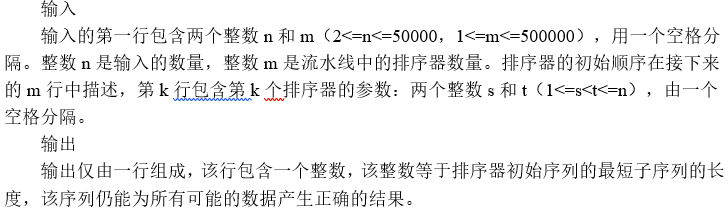 输入
输入的第一行包含两个整数 n 和 m（2<=n<=50000，1<=m<=500000），用一个空格分
隔。整数 n 是输入的数量，整数 m 是流水线中的排序器数量。排序器的初始顺序在接下来
的 m 行中描述，第 k 行包含第 k 个排序器的参数：两个整数 s 和 t（1<=s<t<=n），由一个
空格分隔。
输出
输出仅由一行组成，该行包含一个整数，该整数等于排序器初始序列的最短子序列的长
度，该序列仍能为所有可能的数据产生正确的结果。